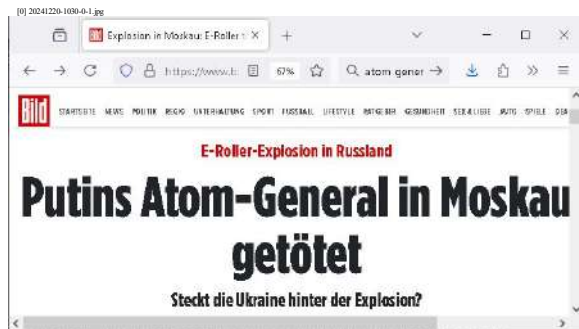 [0] 20241220-1030-0-1.jpg
Explosion in Moskau: E-Roller
https://www.b
67%
atom gener
Bild
STARTSEITE NEWS POLITIK REGIO UNTERHALTUNG SPORT FUSSBALL LIFESTYLE RATGEBER GESUNDHEIT SEX & LIEBE AUTO SPIELE
E-Roller-Explosion in Russland
Putins Atom-General in Moskau
getötet
Steckt die Ukraine hinter der Explosion?